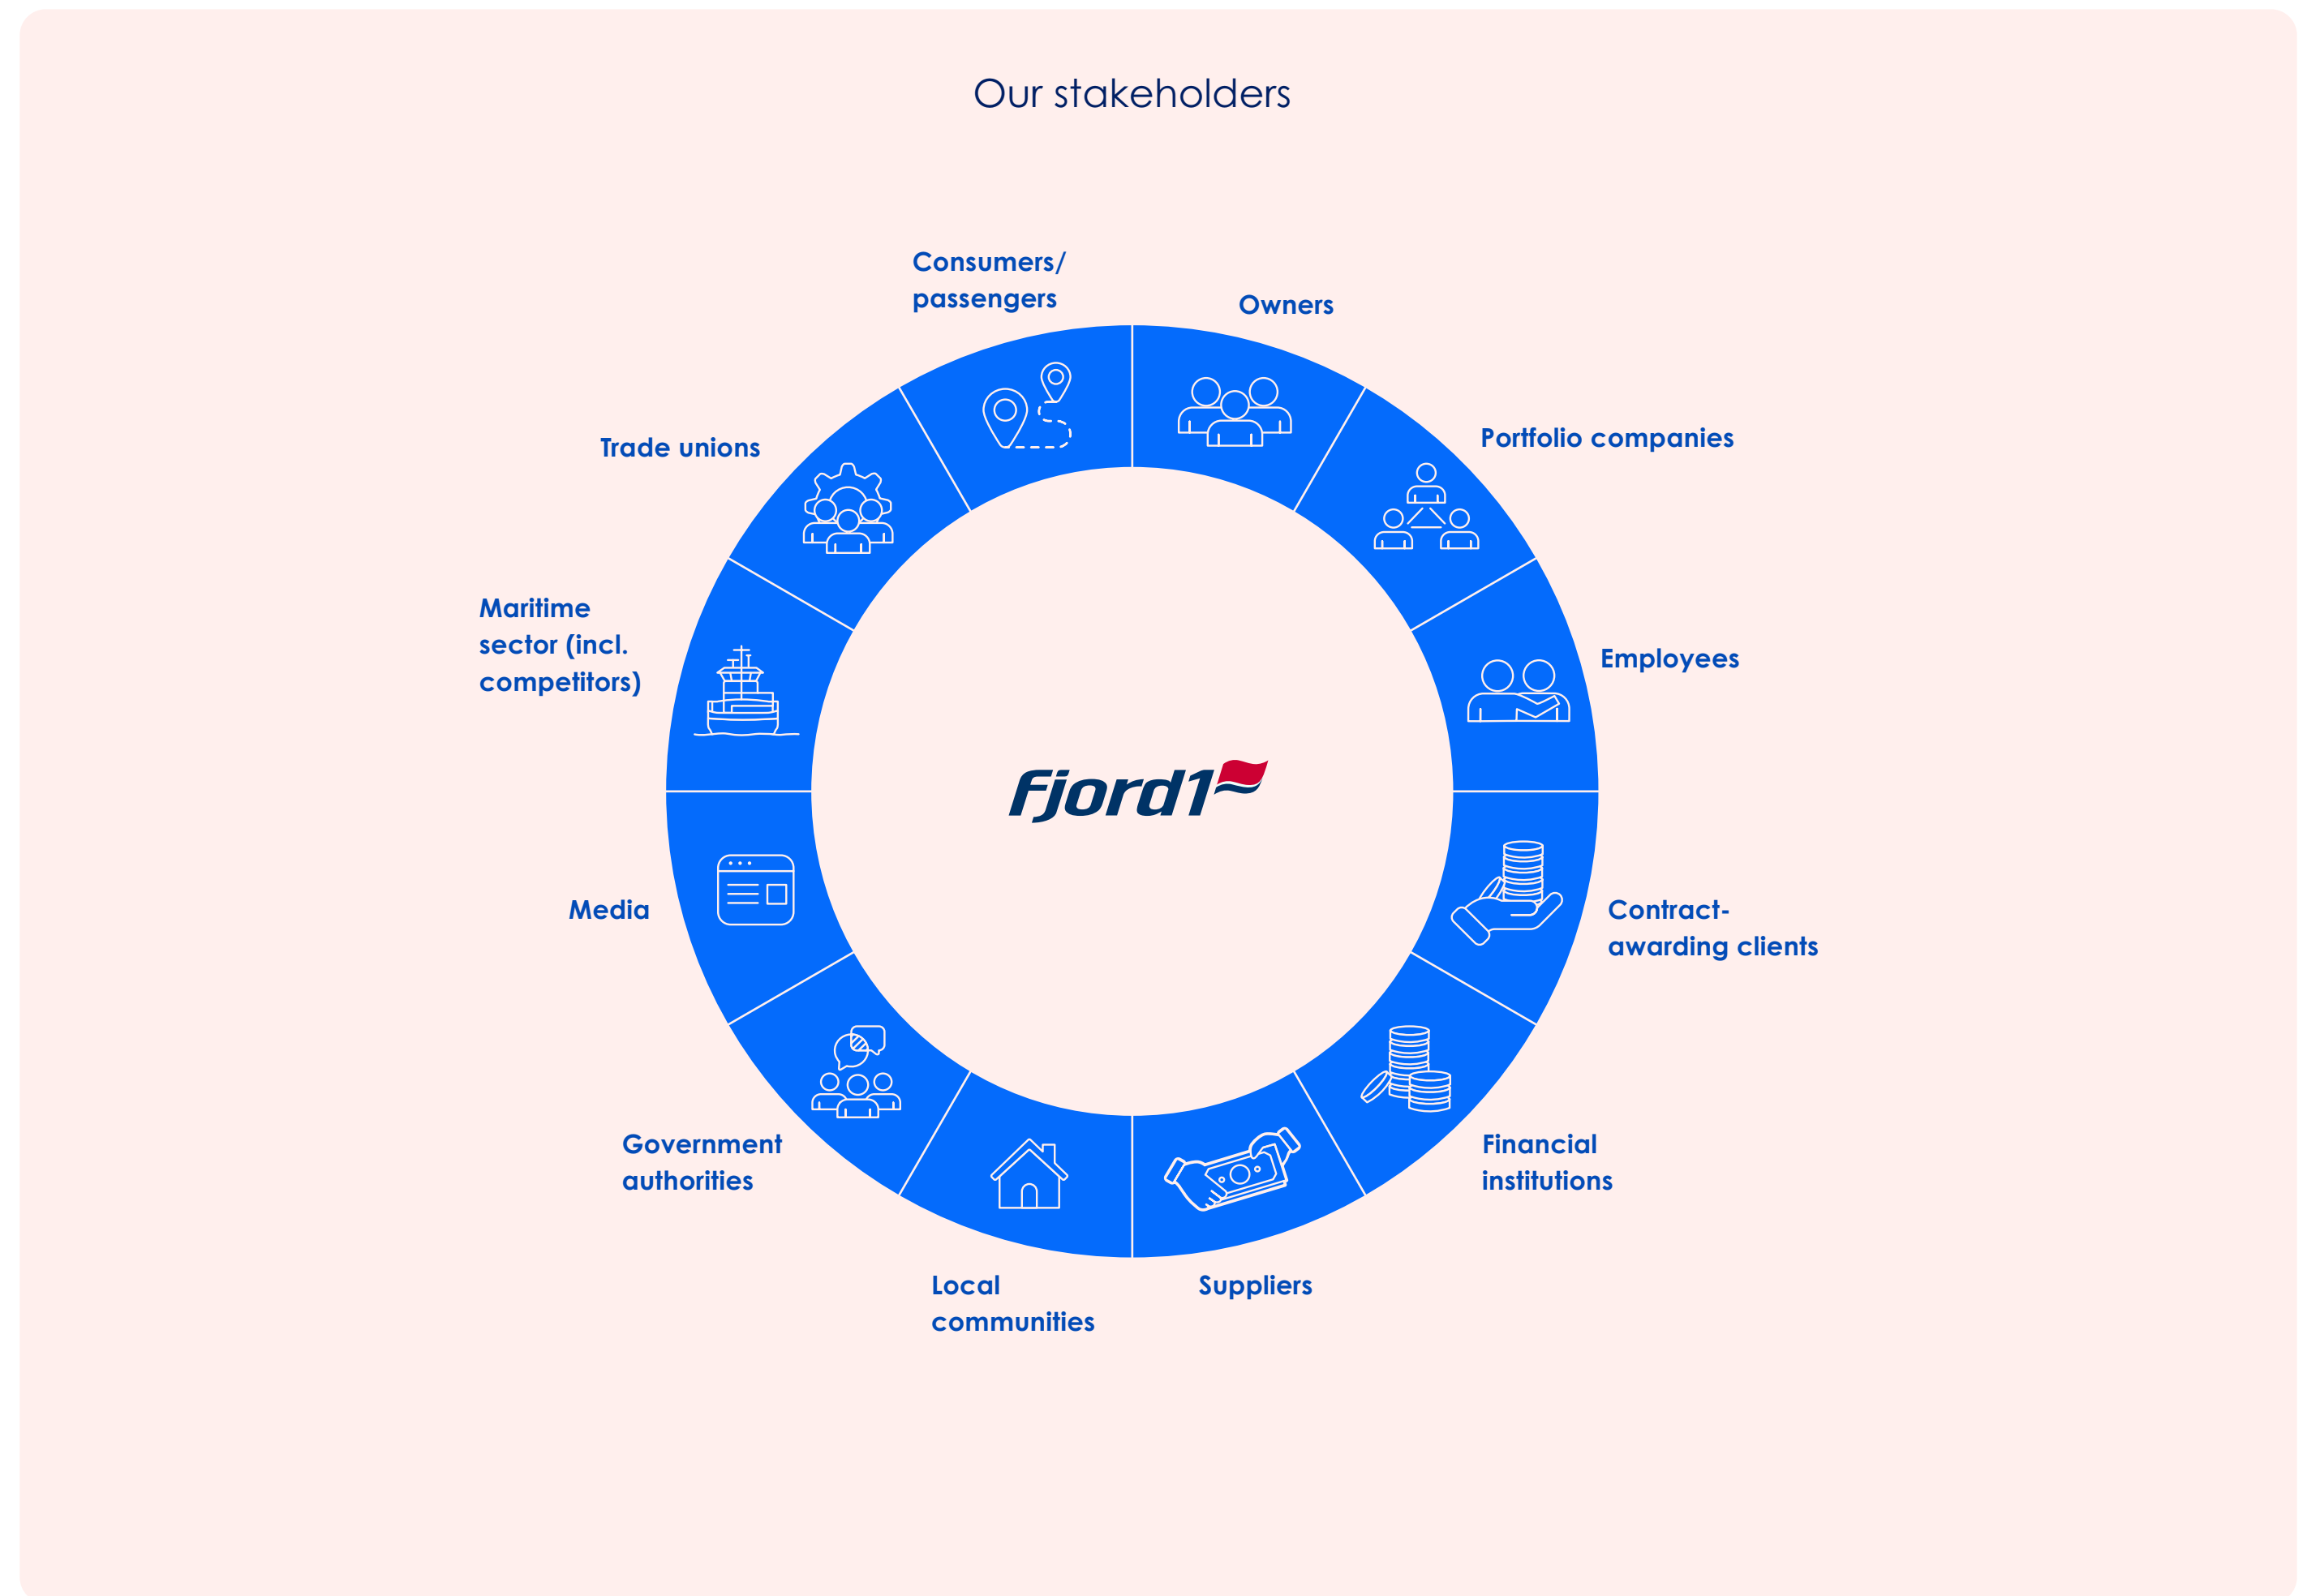 Our stakeholders
Consumers/
passengers
Owners
Trade unions
Portfolio companies
Maritime
sector (incl.
competitors)
Employees
Fjord1
Media
Contract-
awarding clients
Government
authorities
Financial
institutions
Local
communities
Suppliers